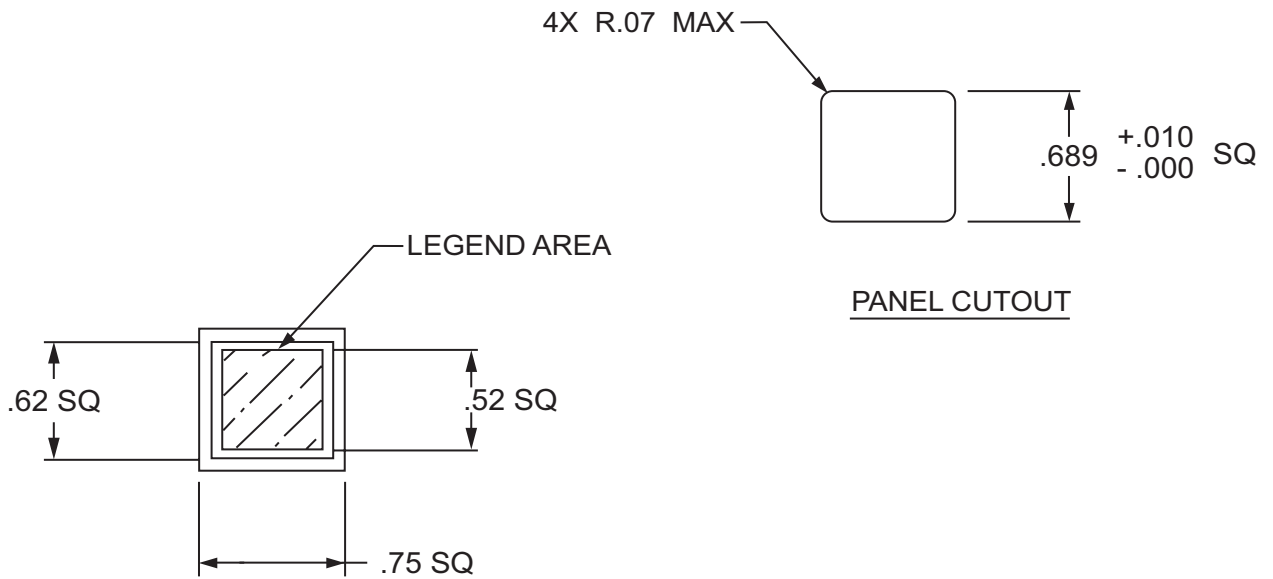 4X R.07 MAX
.689 +.010 - .000 SQ
PANEL CUTOUT
LEGEND AREA
.62 SQ
.52 SQ
.75 SQ